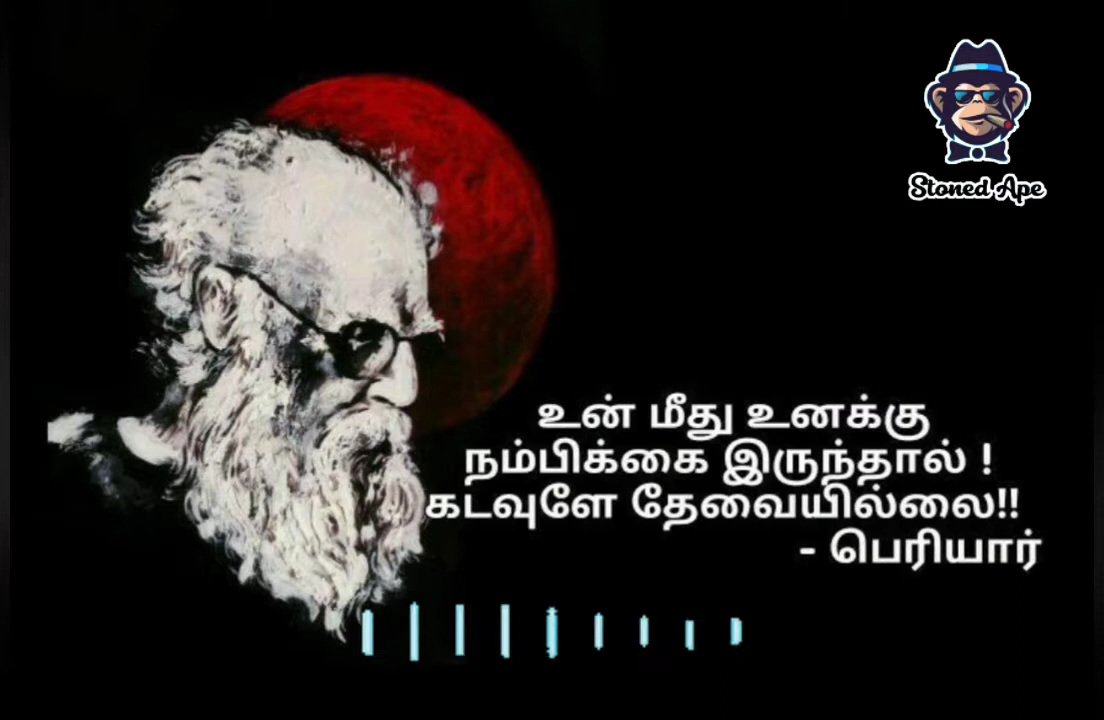 Stoned Ape
உன் மீது உனக்கு
நம்பிக்கை இருந்தால் !
கடவுளே தேவையில்லை!!
- பெரியார்